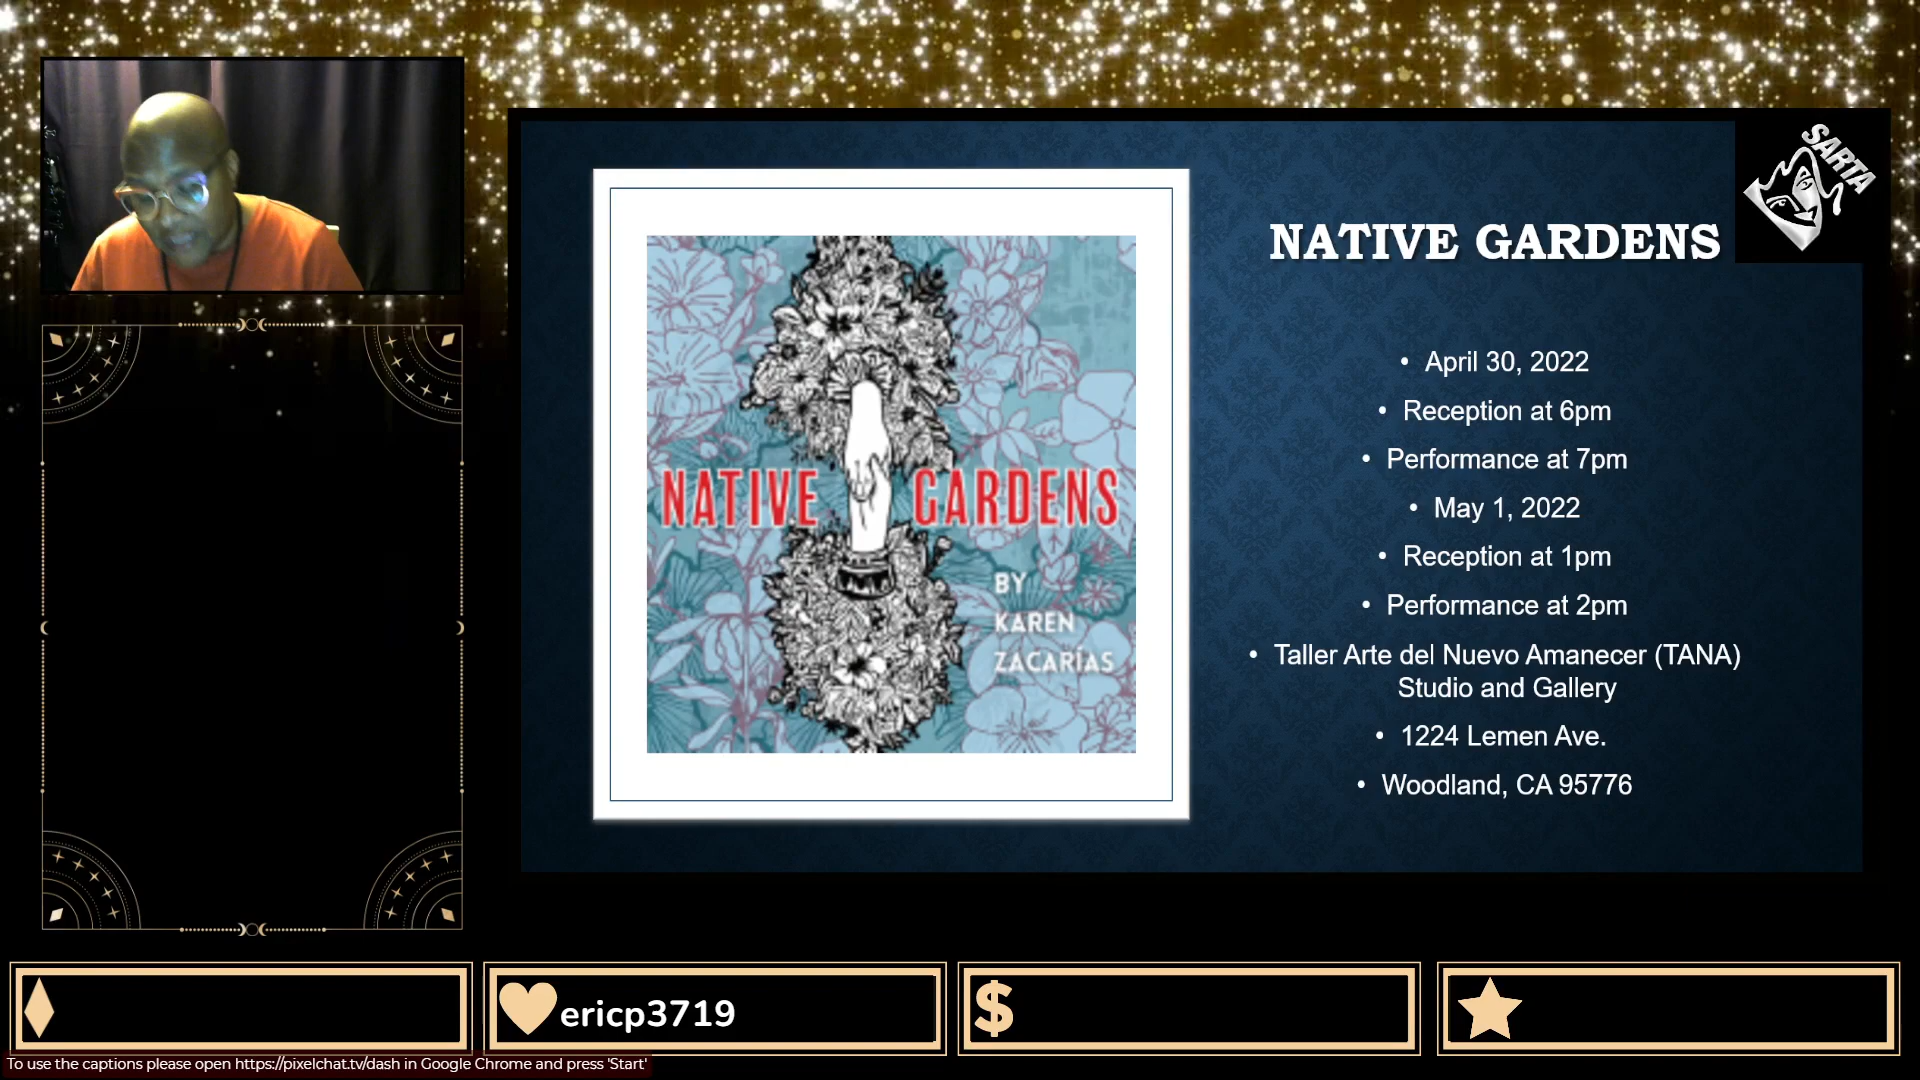 SARTA
NATIVE GARDENS
NATIVE GARDENS
BY
KAREN
ZACARÍAS
• April 30, 2022
• Reception at 6pm
• Performance at 7pm
• May 1, 2022
• Reception at 1pm
• Performance at 2pm
• Taller Arte del Nuevo Amanecer (TANA)
Studio and Gallery
• 1224 Lemen Ave.
• Woodland, CA 95776
ericp3719
$
To use the captions please open https://pixelchat.tv/dash in Google Chrome and press 'Start'